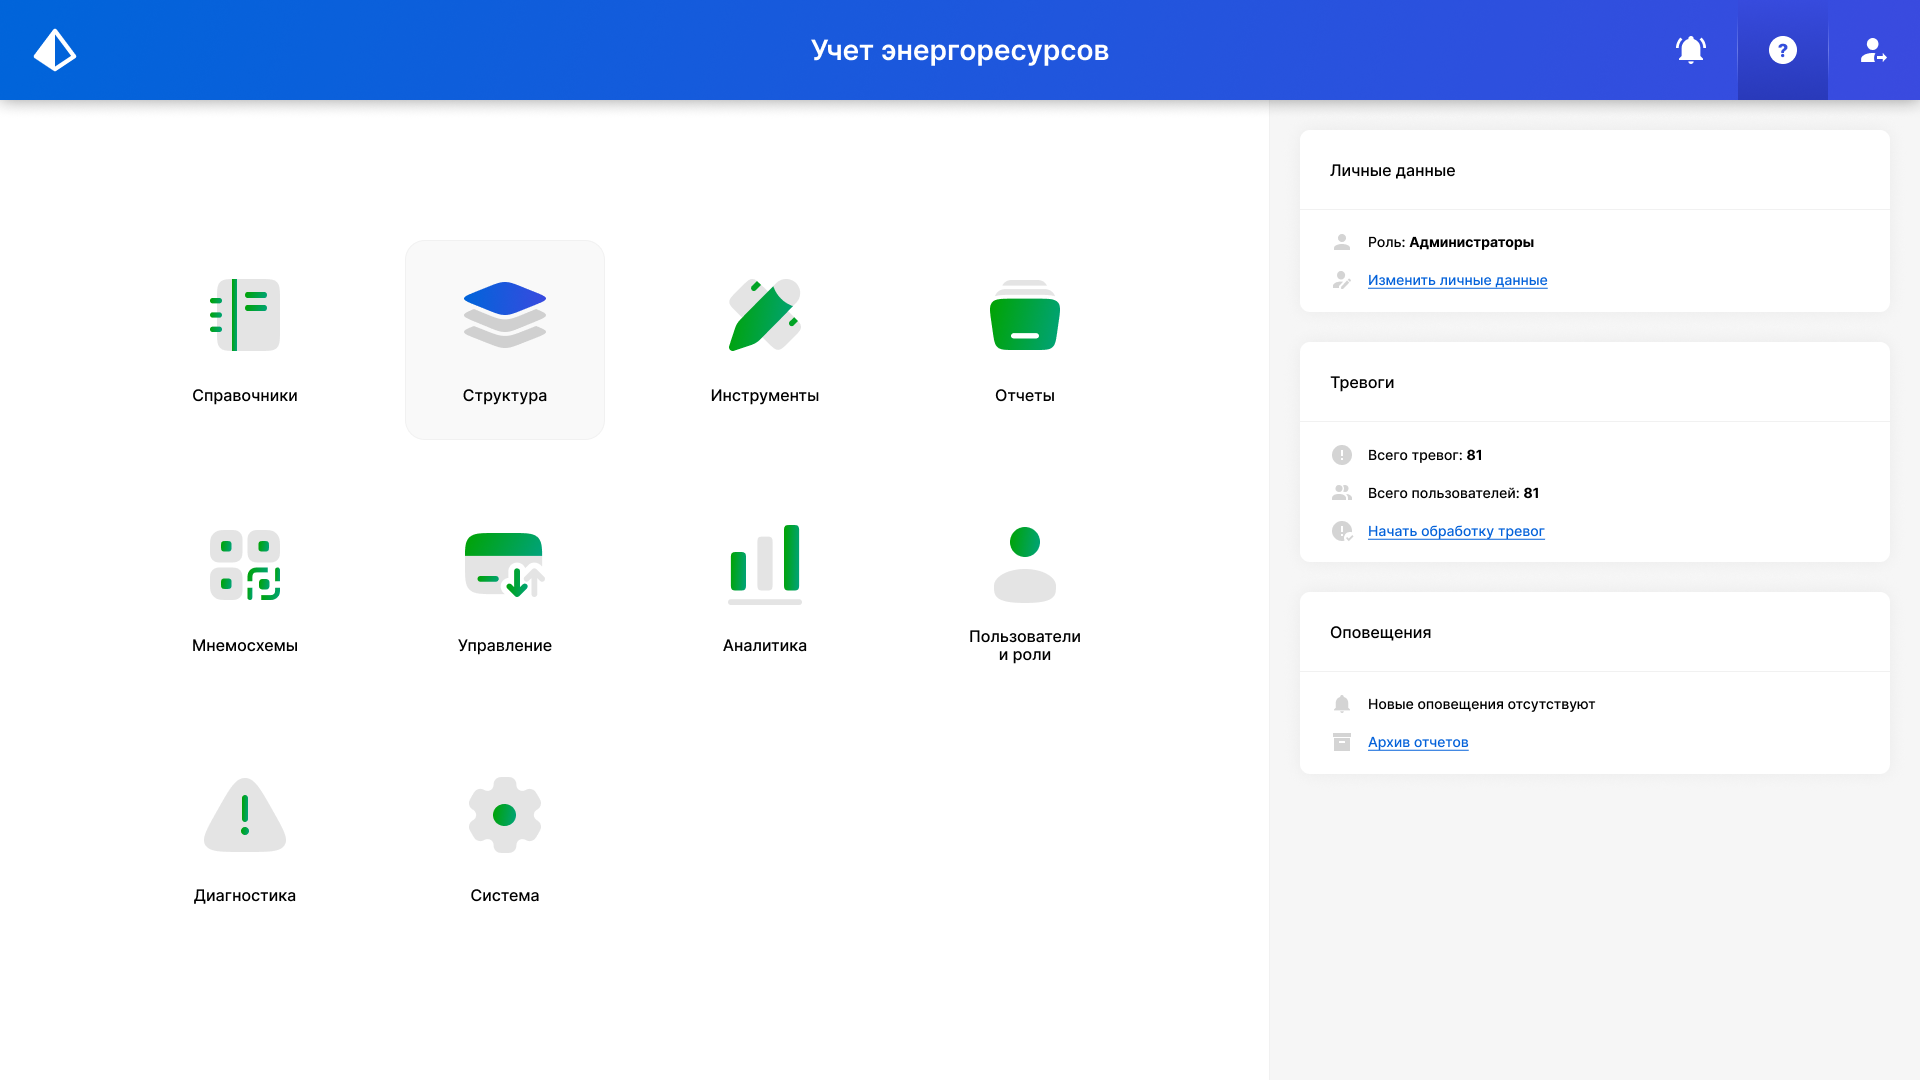 Учет энергоресурсов
Справочники
Структура
Инструменты
Отчеты
Мнемосхемы
Управление
Аналитика
Пользователи
и роли
Диагностика
Система
Личные данные
Роль: Администраторы
Изменить личные данные
Тревоги
Всего тревог: 81
Всего пользователей: 81
Начать обработку тревог
Оповещения
Новые оповещения отсутствуют
Архив отчетов